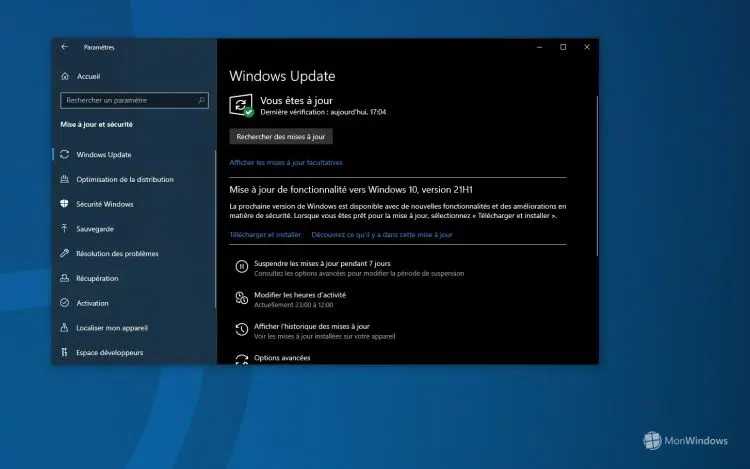 Paramètres
Accueil
Rechercher un paramètre
Mise à jour et sécurité
Windows Update
Optimisation de la distribution
Sécurité Windows
Sauvegarde
Résolution des problèmes
Récupération
Activation
Localiser mon appareil
Espace développeurs
Windows Update
Vous êtes à jour
Dernière vérification : aujourd'hui, 17:04
Rechercher des mises à jour
Afficher les mises à jour facultatives
Mise à jour de fonctionnalité vers Windows 10, version 21H1
La prochaine version de Windows est disponible avec de nouvelles fonctionnalités et des améliorations en
matière de sécurité. Lorsque vous êtes prêt pour la mise à jour, sélectionnez « Télécharger et installer ».
Télécharger et installer Découvrez ce qu'il y a dans cette mise à jour
Suspendre les mises à jour pendant 7 jours
Consultez les options avancées pour modifier la période de suspension
Modifier les heures d'activité
Actuellement 23:00 à 12:00
Afficher l'historique des mises à jour
Voir les mises à jour installées sur votre appareil
Options avancées
MonWindows